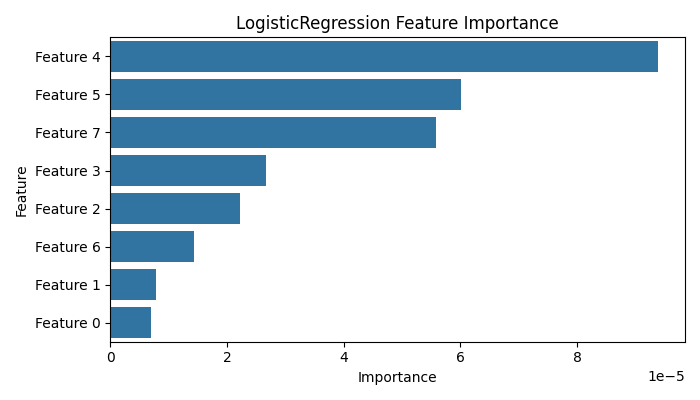 LogisticRegression Feature Importance
Feature
Feature 4
Feature 5
Feature 7
Feature 3
Feature 2
Feature 6
Feature 1
Feature 0
0 2 4 6 8
1e−5
Importance